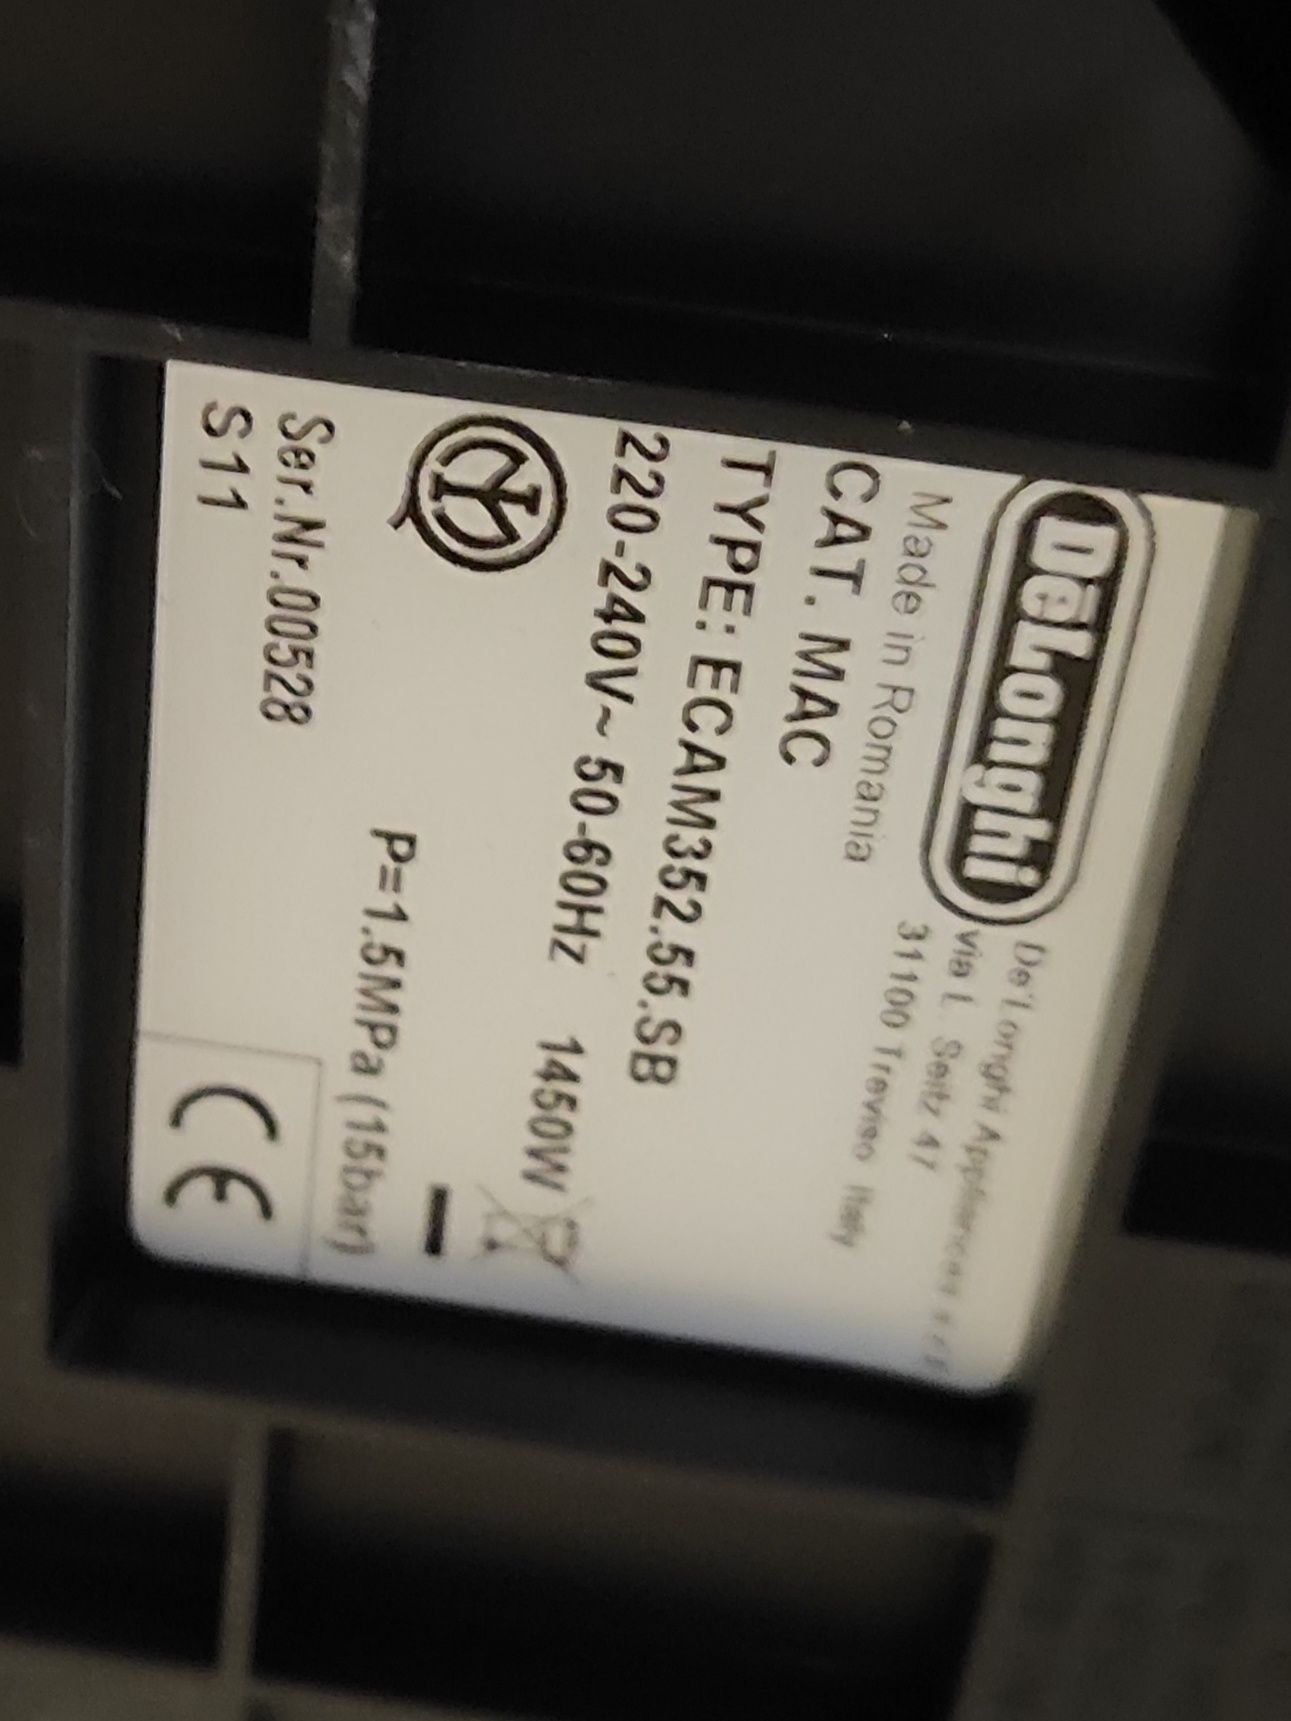 DeLonghi
De'Longhi Appliances s.r.l.
via L. Seitz 47
31100 Treviso Italy
Made in Romania
CAT. MAC
TYPE: ECAM352.55.SB
220-240V~ 50-60Hz 1450W
P=1.5MPa (15bar)
Ser.Nr.00528
S11
CE